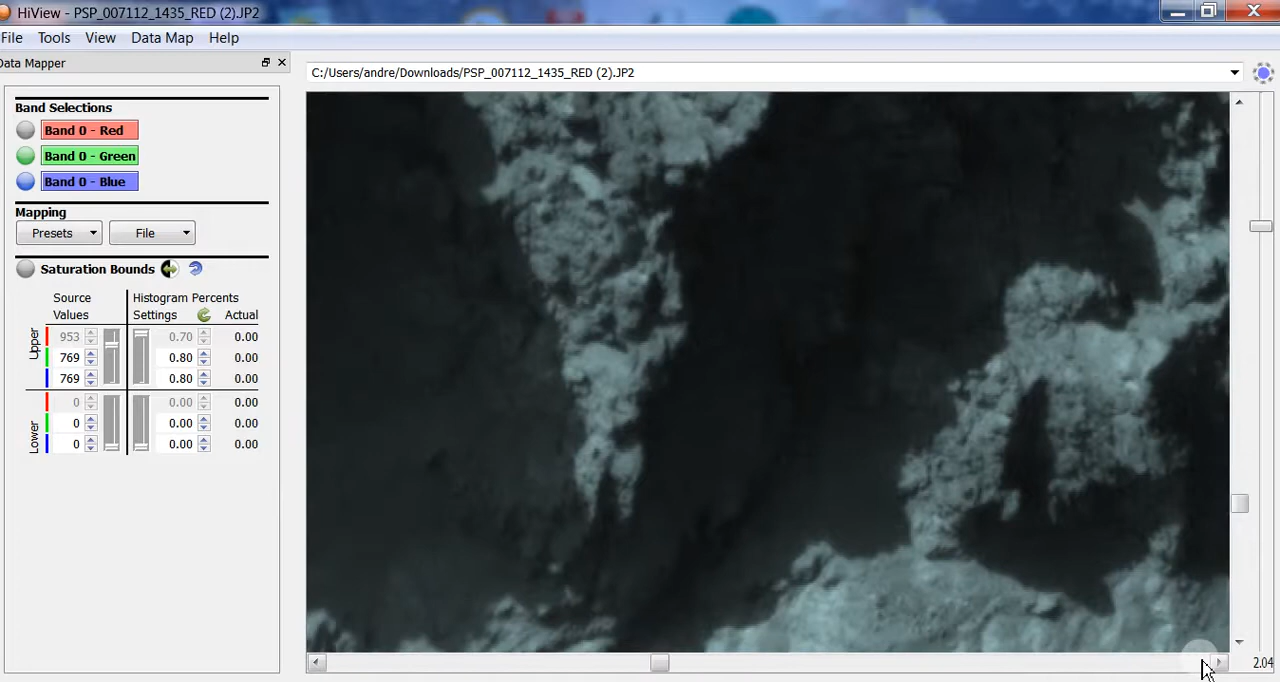 HiView - PSP_007112_1435_RED (2).JP2
File Tools View Data Map Help
Data Mapper
C:/Users/andre/Downloads/PSP_007112_1435_RED (2).JP2
Band Selections
Band 0 - Red
Band 0 - Green
Band 0 - Blue
Mapping
Presets File
Saturation Bounds
Source Histogram Percents
Values Settings Actual
Upper
953 0.70 0.00
769 0.80 0.00
769 0.80 0.00
Lower
0 0.00 0.00
0 0.00 0.00
0 0.00 0.00
2.04